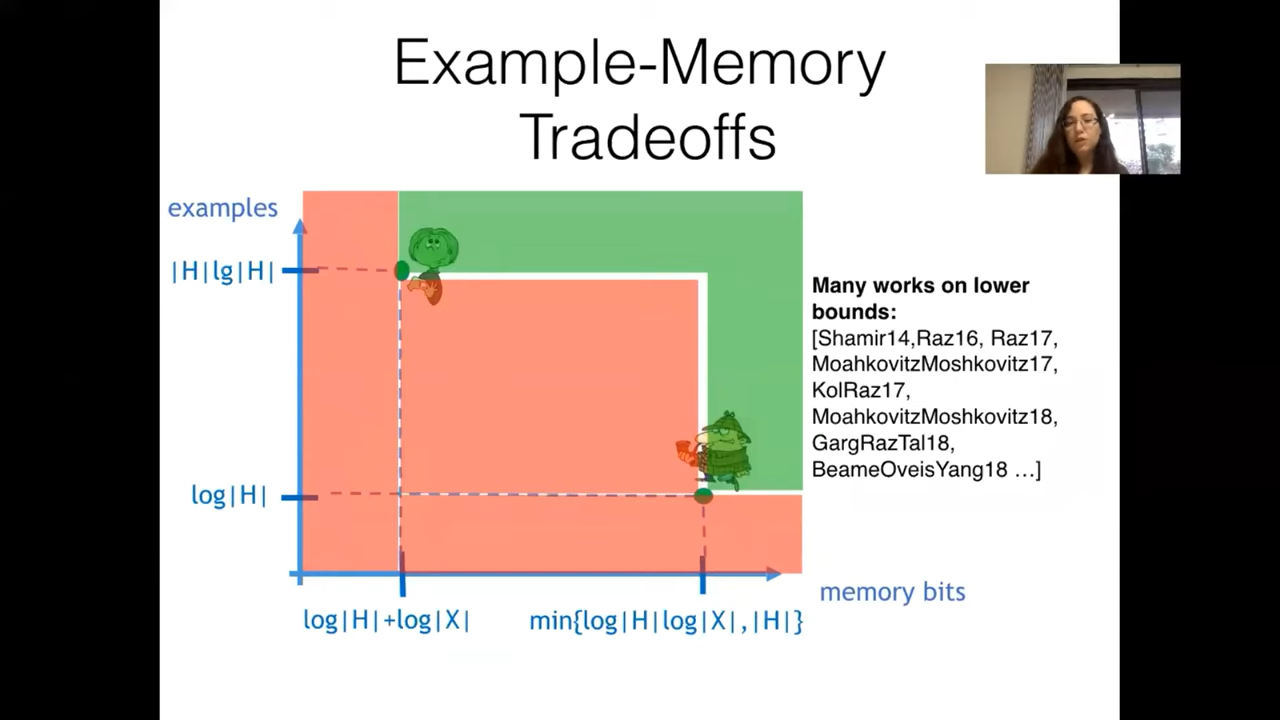 Example-Memory
Tradeoffs
examples
|H|lg|H|
log|H|
log|H|+log|X|
min{log|H|log|X|,|H|}
memory bits
Many works on lower
bounds:
[Shamir14,Raz16, Raz17,
MoahkovitzMoshkovitz17,
KolRaz17,
MoahkovitzMoshkovitz18,
GargRazTal18,
BeameOveisYang18 …]